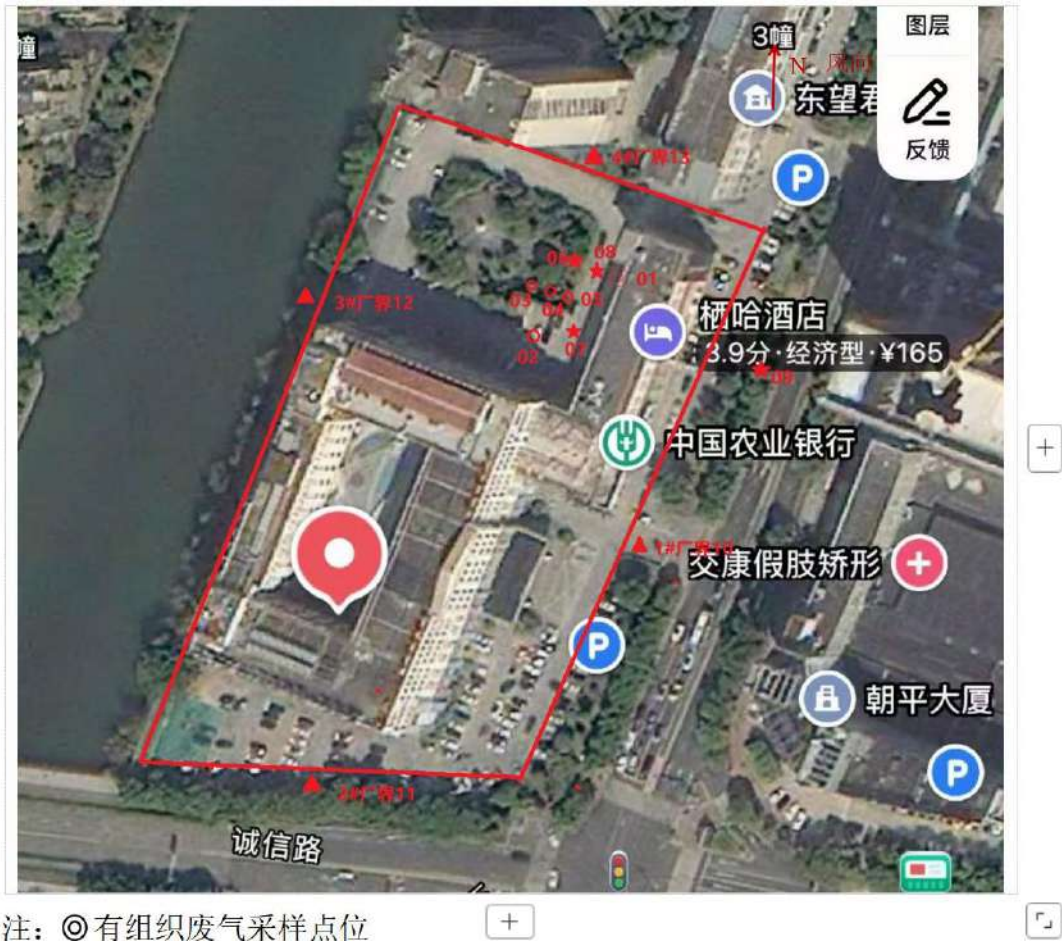 幢
3幢
图层
N 风向
东望君
反馈
P
4#厂界13
08
01
03
05
04
02
07
3#厂界12
栖哈酒店
3.9分·经济型·¥165
09
中国农业银行
1#厂界10
交康假肢矫形
P
朝平大厦
P
2#厂界11
诚信路
注：◎有组织废气采样点位